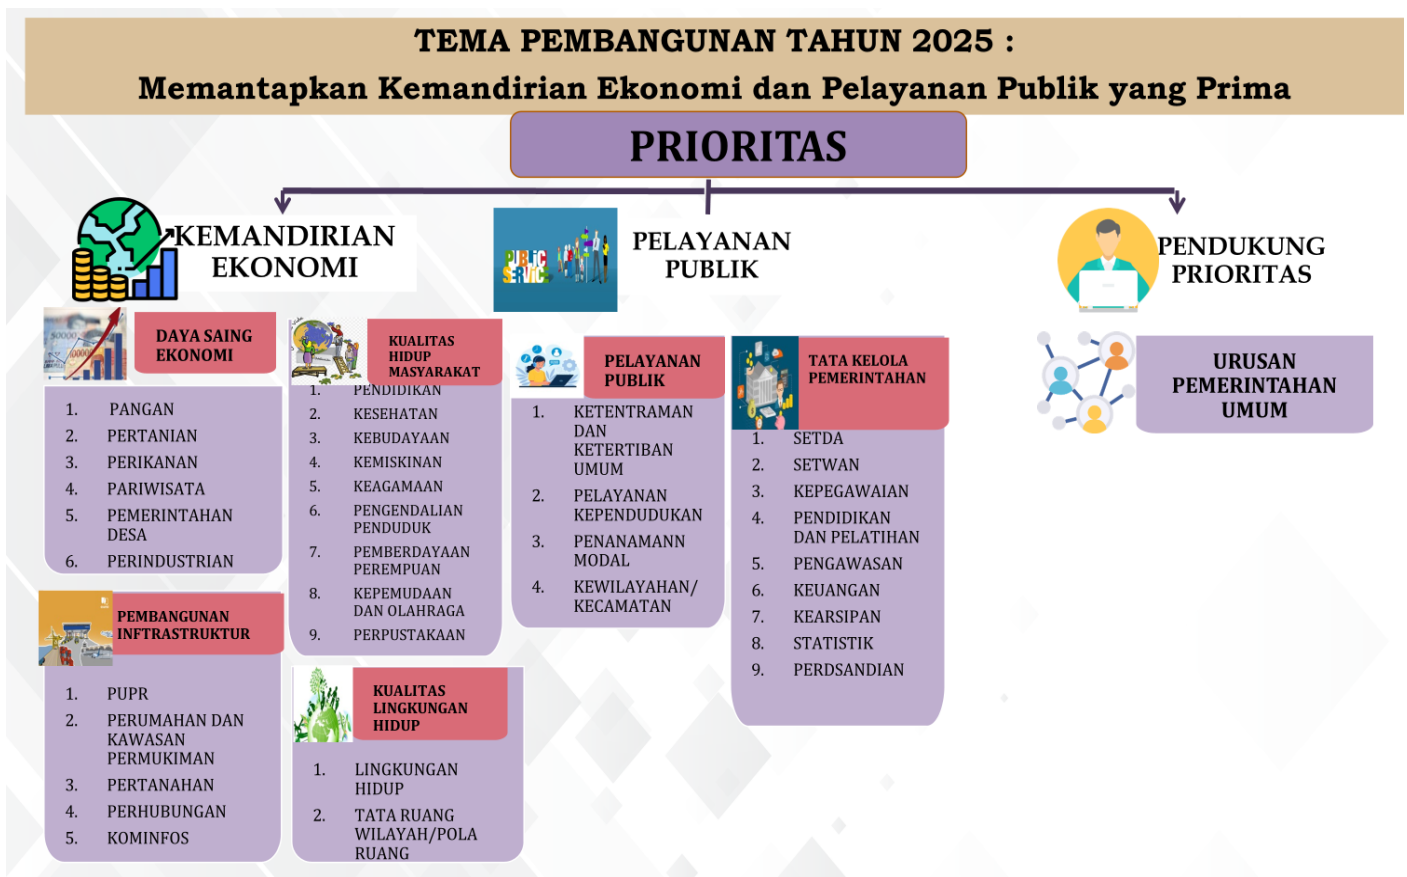 TEMA PEMBANGUNAN TAHUN 2025 :
Memantapkan Kemandirian Ekonomi dan Pelayanan Publik yang Prima
PRIORITAS
KEMANDIRIAN
EKONOMI
DAYA SAING
EKONOMI
1. PANGAN
2. PERTANIAN
3. PERIKANAN
4. PARIWISATA
5. PEMERINTAHAN
DESA
6. PERINDUSTRIAN
PEMBANGUNAN
INFTRASTRUKTUR
1. PUPR
2. PERUMAHAN DAN
KAWASAN
PERMUKIMAN
3. PERTANAHAN
4. PERHUBUNGAN
5. KOMINFOS
KUALITAS
HIDUP
MASYARAKAT
1. PENDIDIKAN
2. KESEHATAN
3. KEBUDAYAAN
4. KEMISKINAN
5. KEAGAMAAN
6. PENGENDALIAN
PENDUDUK
7. PEMBERDAYAAN
PEREMPUAN
8. KEPEMUDAAN
DAN OLAHRAGA
9. PERPUSTAKAAN
KUALITAS
LINGKUNGAN
HIDUP
1. LINGKUNGAN
HIDUP
2. TATA RUANG
WILAYAH/POLA
RUANG
PUBLIC
SERVICE
PELAYANAN
PUBLIK
PELAYANAN
PUBLIK
1. KETENTRAMAN
DAN
KETERTIBAN
UMUM
2. PELAYANAN
KEPENDUDUKAN
3. PENANAMANN
MODAL
4. KEWILAYAHAN/
KECAMATAN
TATA KELOLA
PEMERINTAHAN
1. SETDA
2. SETWAN
3. KEPEGAWAIAN
4. PENDIDIKAN
DAN PELATIHAN
5. PENGAWASAN
6. KEUANGAN
7. KEARSIPAN
8. STATISTIK
9. PERDSANDIAN
PENDUKUNG
PRIORITAS
URUSAN
PEMERINTAHAN
UMUM